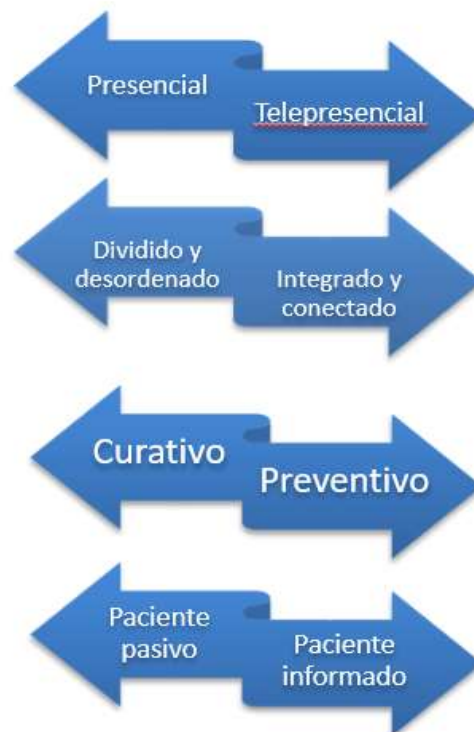 Presencial
Telepresencial
Dividido y
desordenado
Integrado y
conectado
Curativo
Preventivo
Paciente
pasivo
Paciente
informado